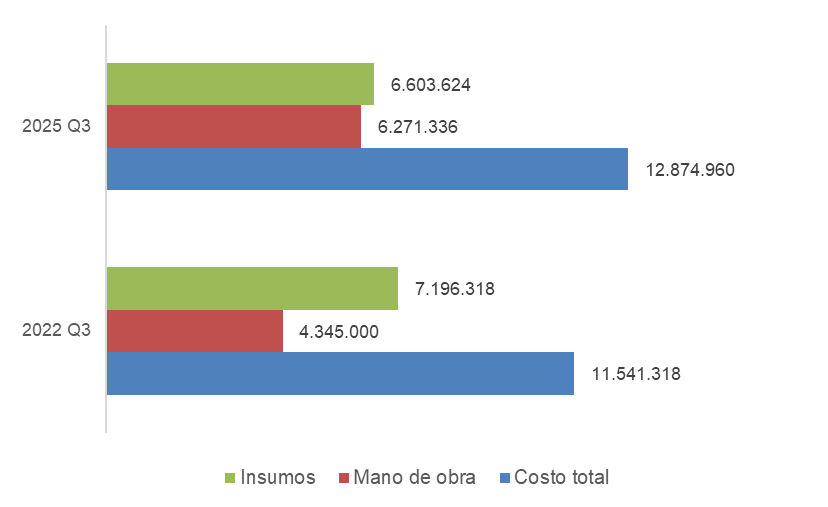 6.603.624
2025 Q3
6.271.336
12.874.960
7.196.318
2022 Q3
4.345.000
11.541.318
Insumos
Mano de obra
Costo total